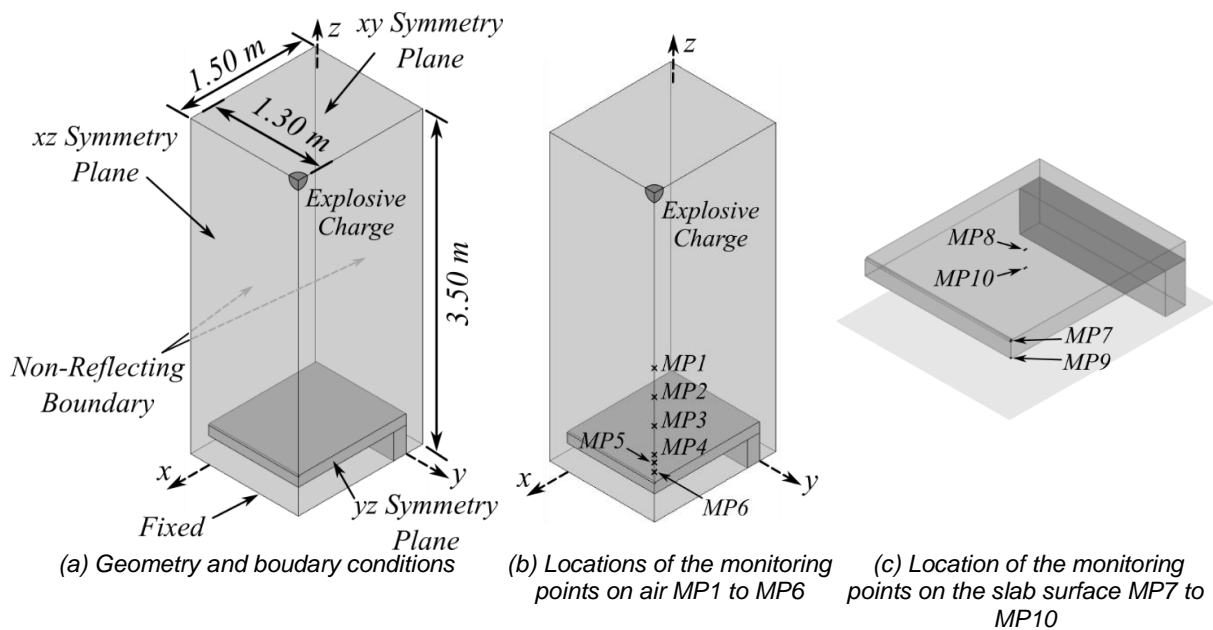 z
xy Symmetry
Plane
1.50 m
1.30 m
xz Symmetry
Plane
Explosive
Charge
3.50 m
Non-Reflecting
Boundary
x
y
yz Symmetry
Plane
Fixed
(a) Geometry and boudary conditions
z
Explosive
Charge
MP1
MP2
MP3
MP4
MP5
x
y
MP6
(b) Locations of the monitoring
points on air MP1 to MP6
MP8
MP10
MP7
MP9
(c) Location of the monitoring
points on the slab surface MP7 to
MP10